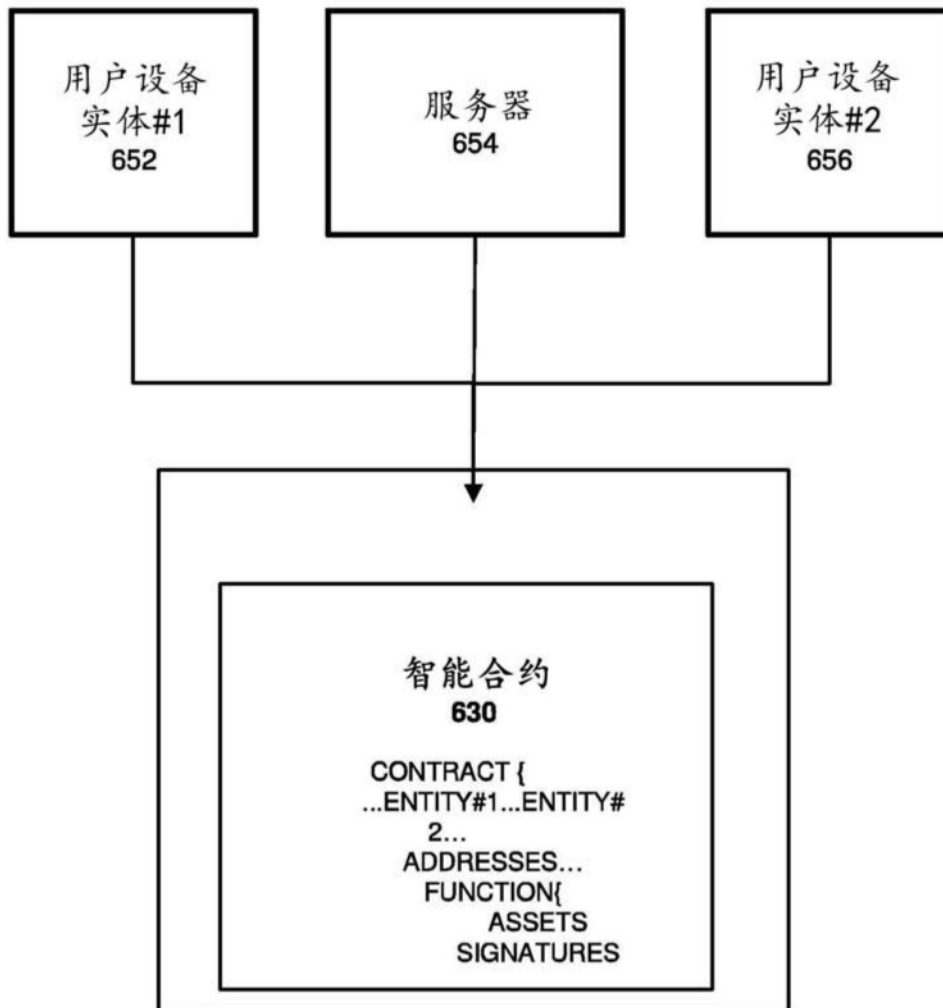 用户设备
实体#1
652
服务器
654
用户设备
实体#2
656
智能合约
630
CONTRACT {
...ENTITY#1...ENTITY#
2...
ADDRESSES...
FUNCTION{
ASSETS
SIGNATURES